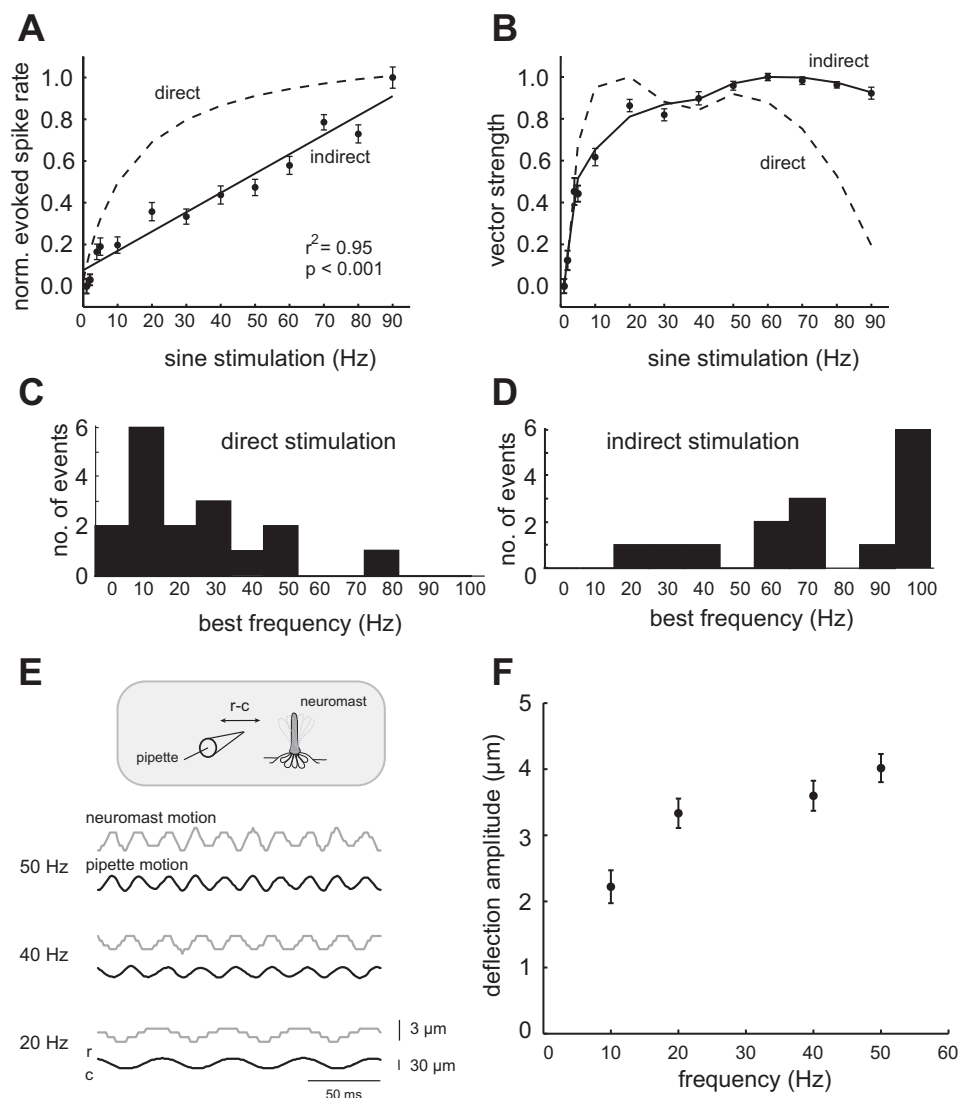 A
norm. evoked spike rate
1.0
0.8
0.6
0.4
0.2
0.0
direct
indirect
r2 = 0.95
p < 0.001
0 10 20 30 40 50 60 70 80 90
sine stimulation (Hz)
B
vector strength
1.0
0.8
0.6
0.4
0.2
0.0
indirect
direct
0 10 20 30 40 50 60 70 80 90
sine stimulation (Hz)
C
no. of events
6
4
2
0
direct stimulation
0 10 20 30 40 50 60 70 80 90 100
best frequency (Hz)
D
no. of events
6
4
2
0
indirect stimulation
0 10 20 30 40 50 60 70 80 90 100
best frequency (Hz)
E
r-c
neuromast
pipette
neuromast motion
50 Hz
pipette motion
40 Hz
20 Hz
r
c
3 µm
30 µm
50 ms
F
deflection amplitude (µm)
5
4
3
2
1
0
0 10 20 30 40 50 60
frequency (Hz)